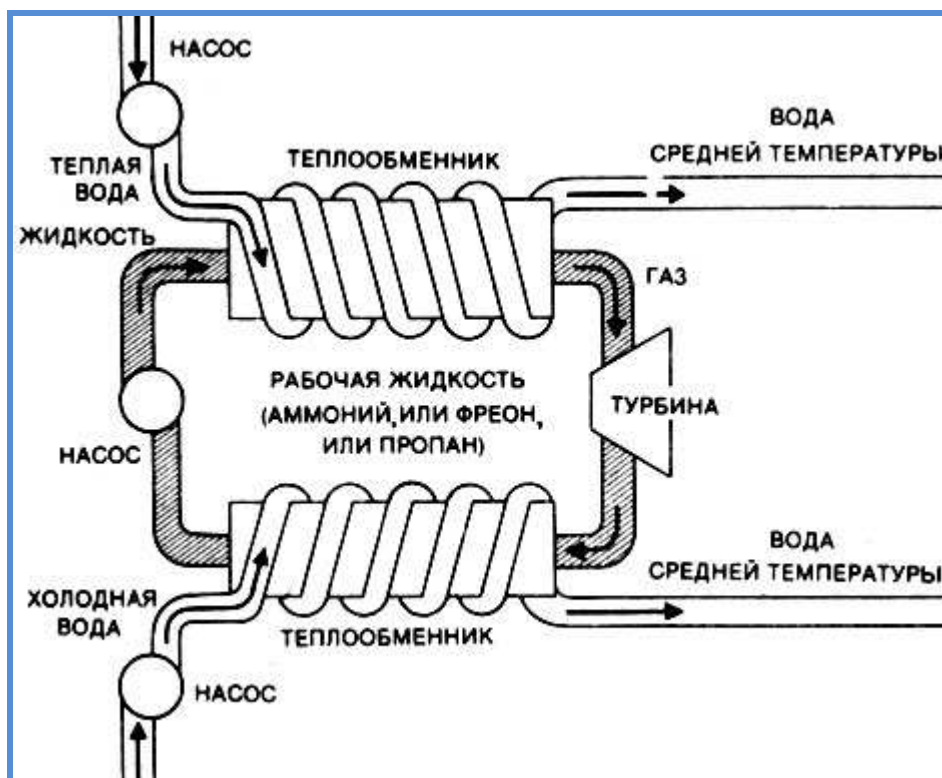 НАСОС
ВОДА
СРЕДНЕЙ ТЕМПЕРАТУРЫ
ТЕПЛООБМЕННИК
ТЕПЛАЯ
ВОДА
ЖИДКОСТЬ
ГАЗ
РАБОЧАЯ ЖИДКОСТЬ
(АММОНИЙ, ИЛИ ФРЕОН,
ИЛИ ПРОПАН)
ТУРБИНА
НАСОС
ВОДА
СРЕДНЕЙ ТЕМПЕРАТУРЫ
ХОЛОДНАЯ
ВОДА
ТЕПЛООБМЕННИК
НАСОС